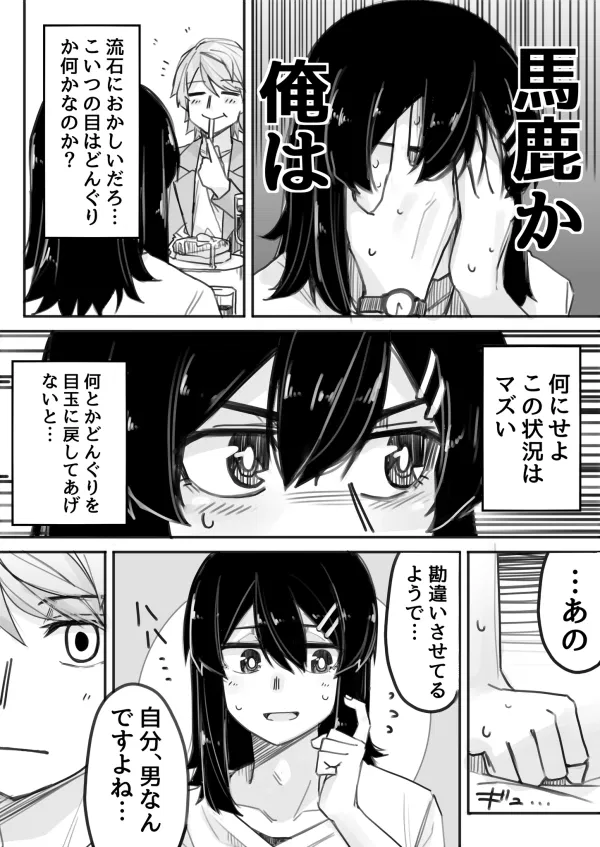 馬鹿か
俺は
流石におかしいだろ…
こいつの目はどんぐり
か何かなのか？
何にせよ
この状況は
マズい
何とかどんぐりを
目玉に戻してあげ
ないと…
…あの
ギュ…
勘違いさせてる
ようで…
自分、男なん
ですよね…